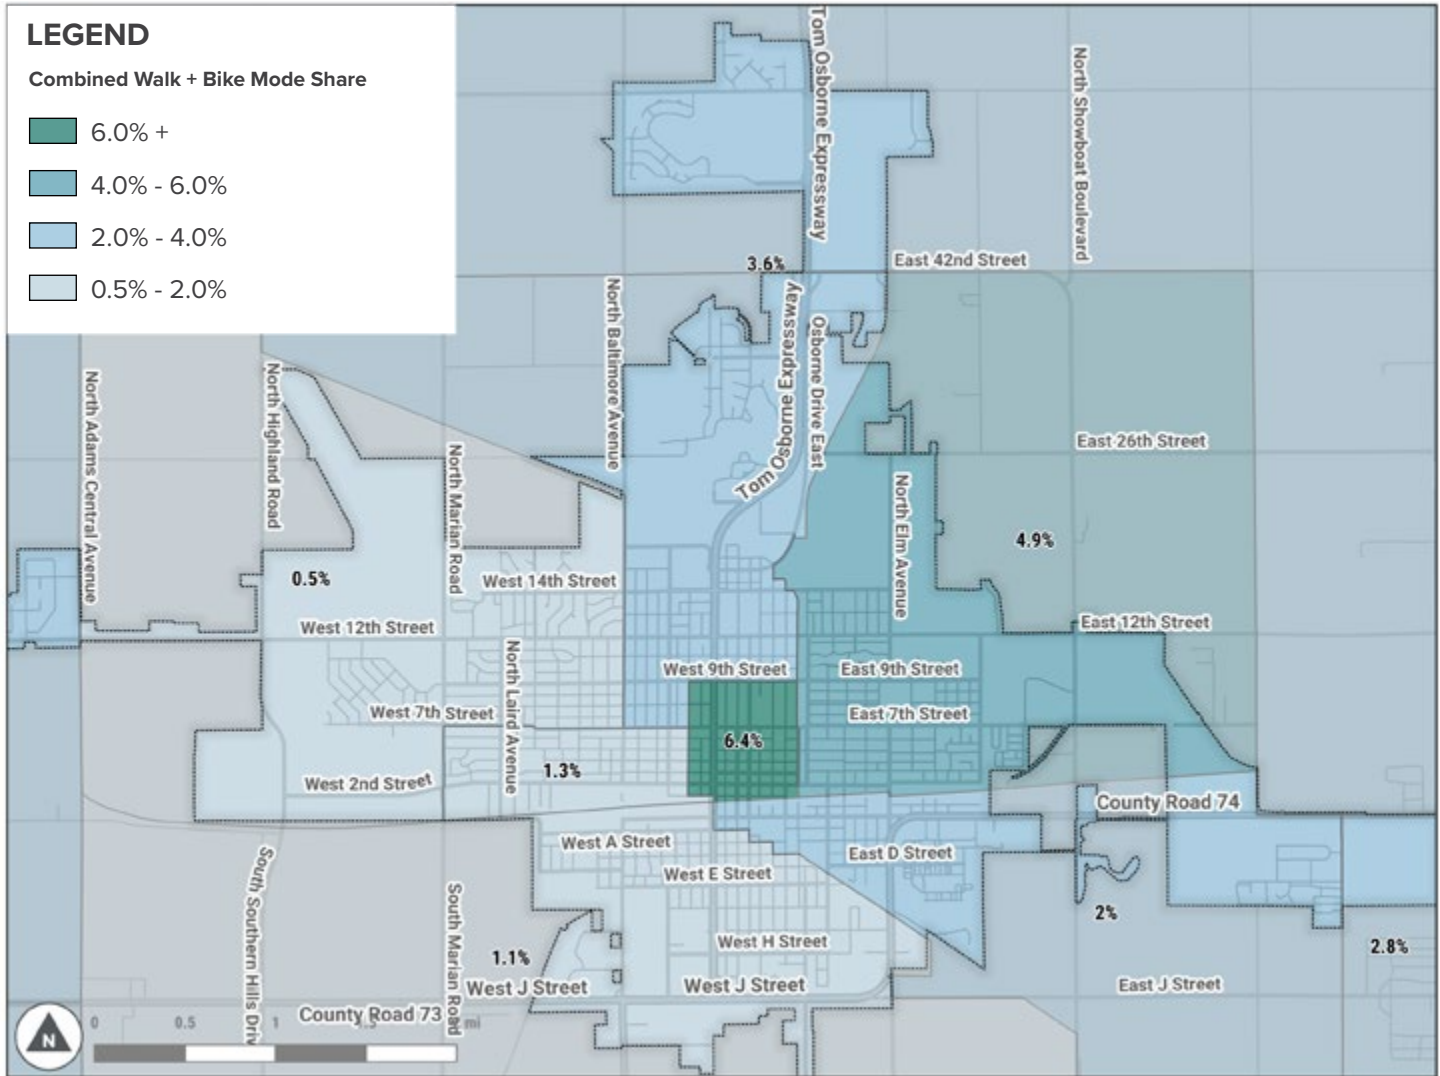 LEGEND
Combined Walk + Bike Mode Share
6.0% +
4.0% - 6.0%
2.0% - 4.0%
0.5% - 2.0%
Tom Osborne Expressway
North Showboat Boulevard
East 42nd Street
3.6%
North Baltimore Avenue
Tom Osborne Expressway
Osborne Drive East
North Adams Central Avenue
North Highland Road
North Marian Road
East 26th Street
North Elm Avenue
4.9%
0.5%
West 14th Street
West 12th Street
East 12th Street
North Laird Avenue
West 9th Street
East 9th Street
West 7th Street
East 7th Street
6.4%
1.3%
West 2nd Street
County Road 74
West A Street
East D Street
West E Street
South Southern Hills Driv
South Marian Road
2%
West H Street
2.8%
1.1%
West J Street
West J Street
East J Street
County Road 73
N
0 0.5 1 mi